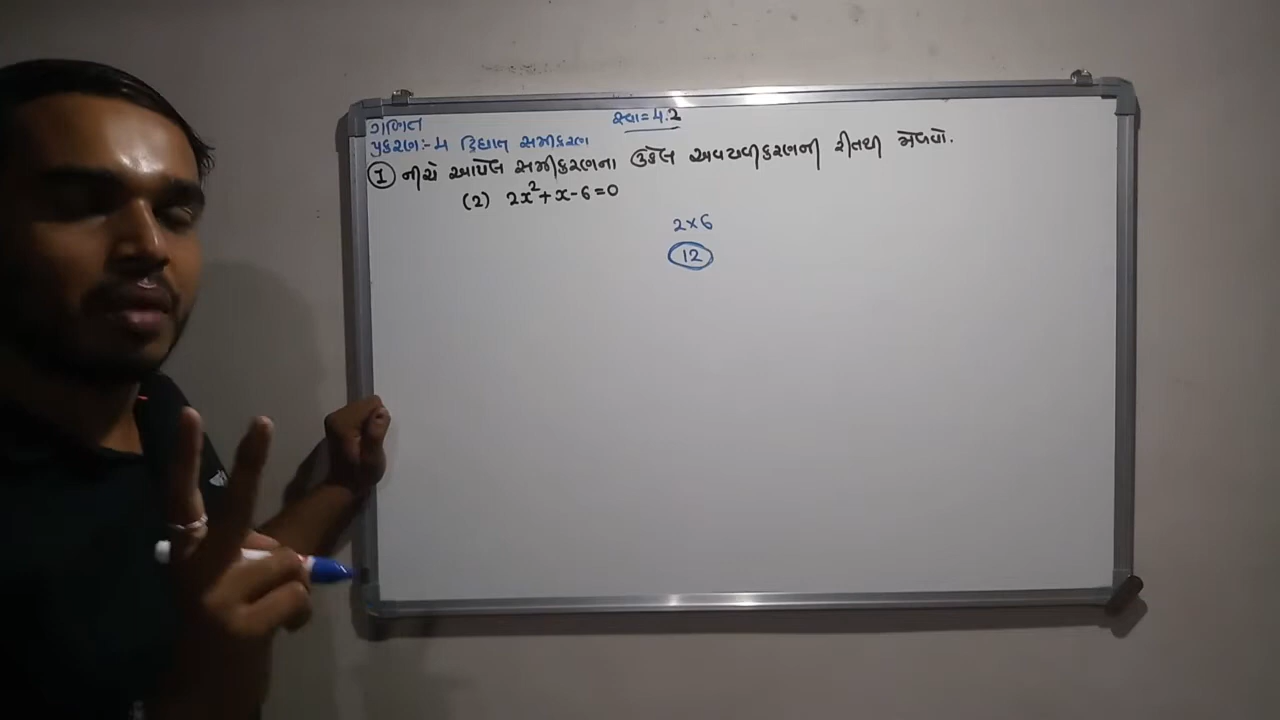 ગણિત
સ્વા=4.2
પ્રકરણ:-4 દ્વિઘાત સમીકરણ
1 નીચે આપેલ સમીકરણના ઉકેલ અવયવીકરણની રીતથી મેળવો.
(2) 2x²+x-6=0
2×6
12